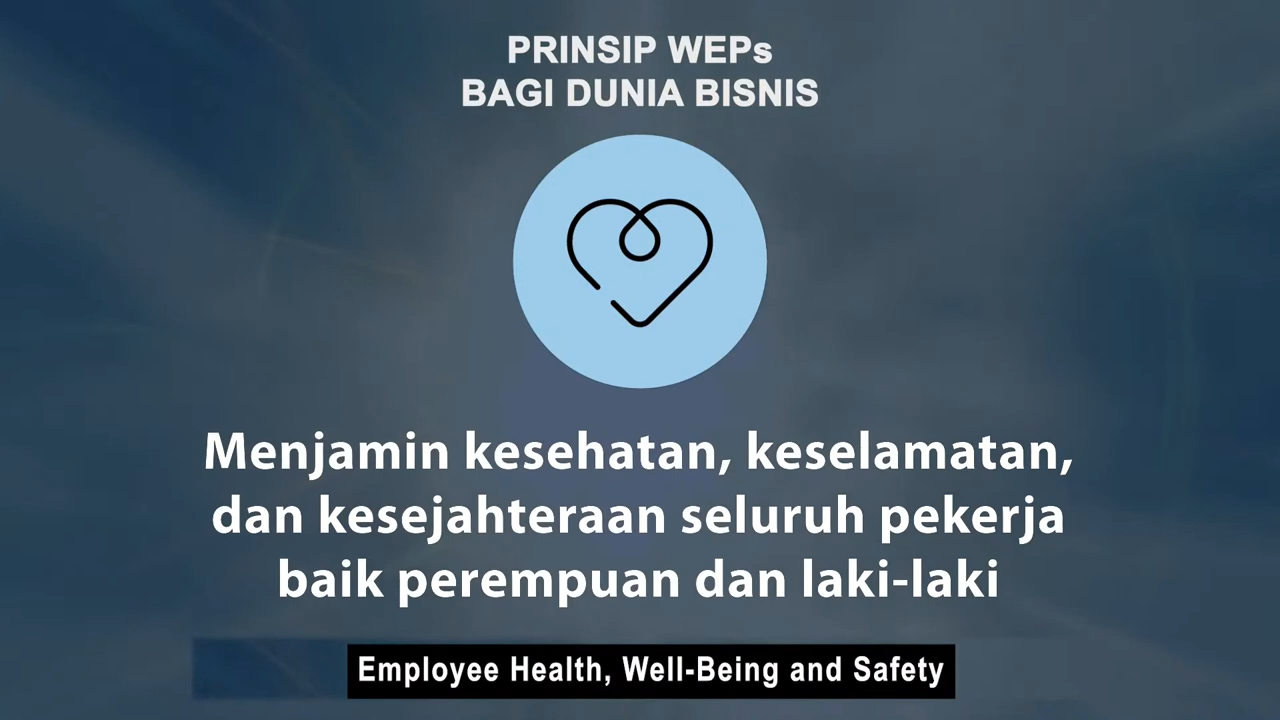 PRINSIP WEPs
BAGI DUNIA BISNIS
Menjamin kesehatan, keselamatan,
dan kesejahteraan seluruh pekerja
baik perempuan dan laki-laki
Employee Health, Well-Being and Safety